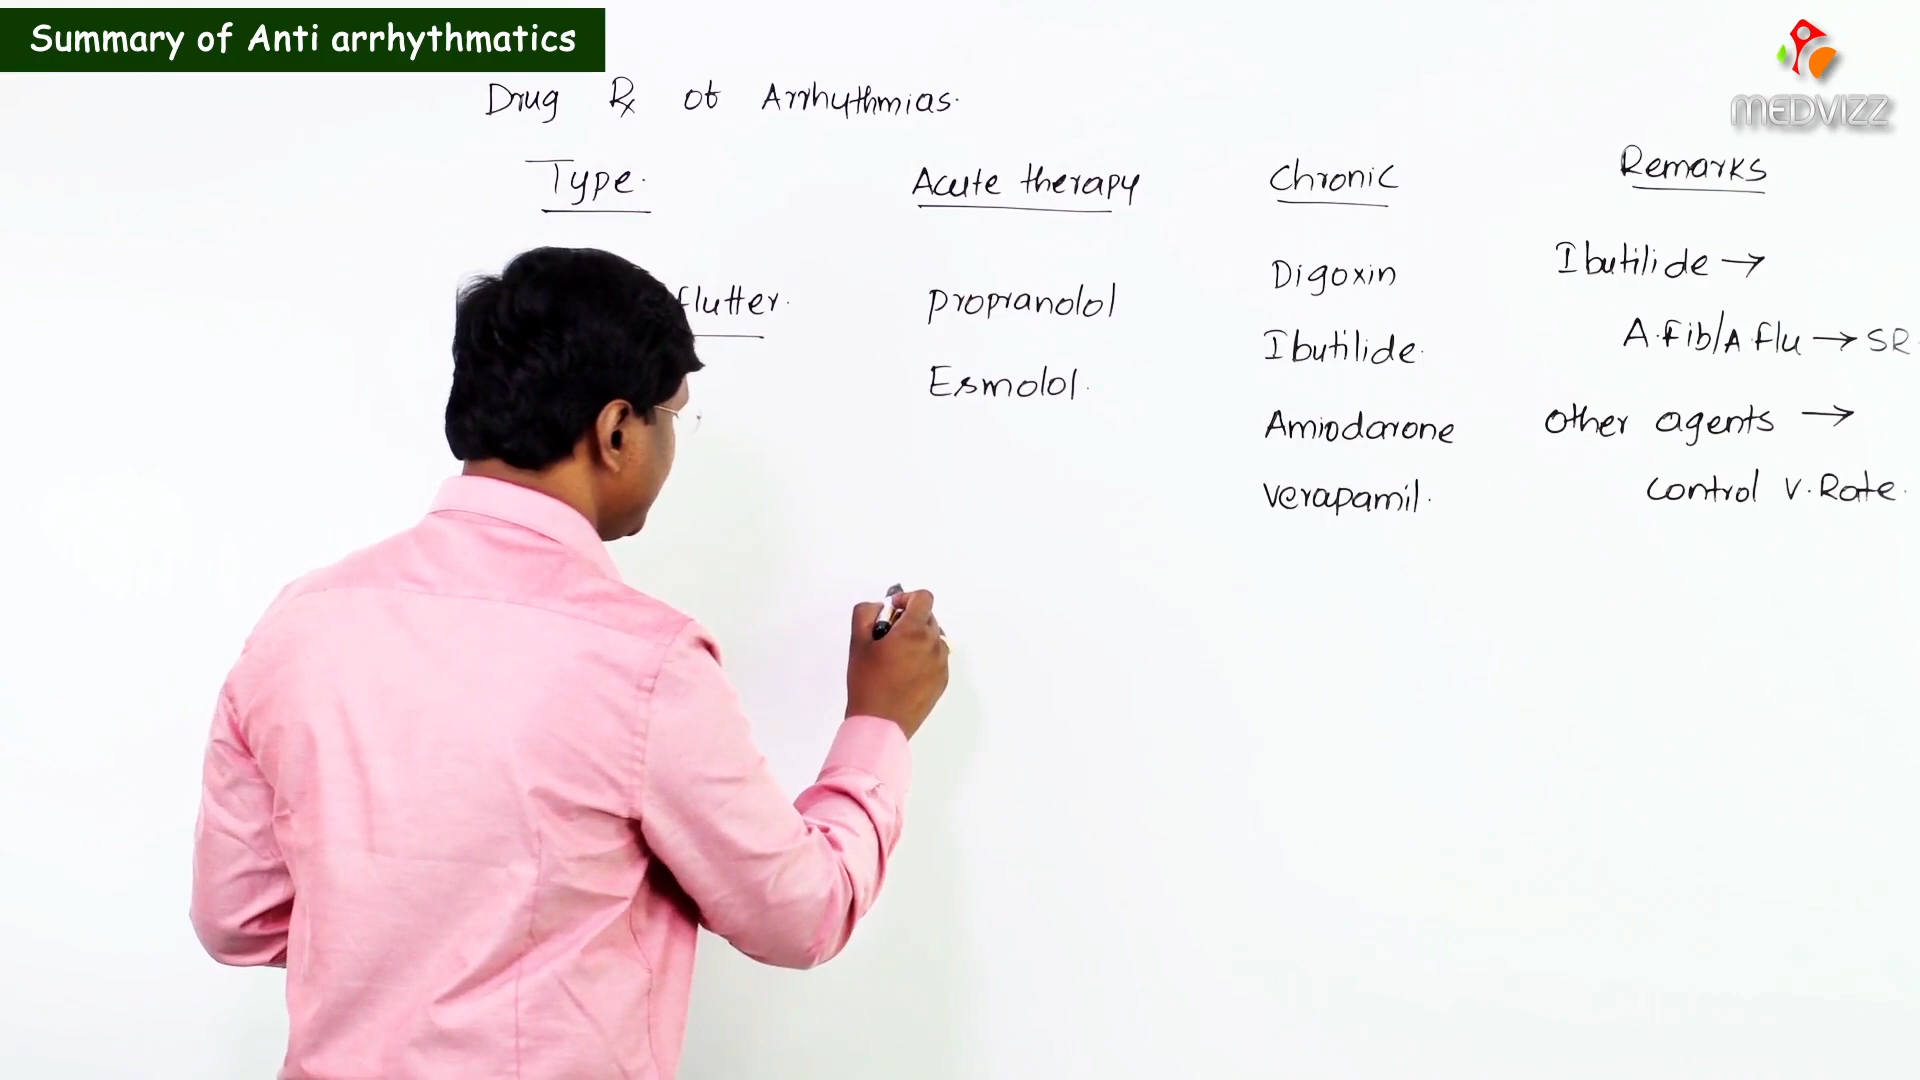 Summary of Anti arrhythmatics
MEDVIZZ
Drug Rx of Arrhythmias.
Type. Acute therapy Chronic Remarks
flutter. Propranolol Digoxin Ibutilide →
Esmolol. Ibutilide. A.Fib/A.Flu → SR
Amiodarone Other agents →
Verapamil. Control V.Rate.